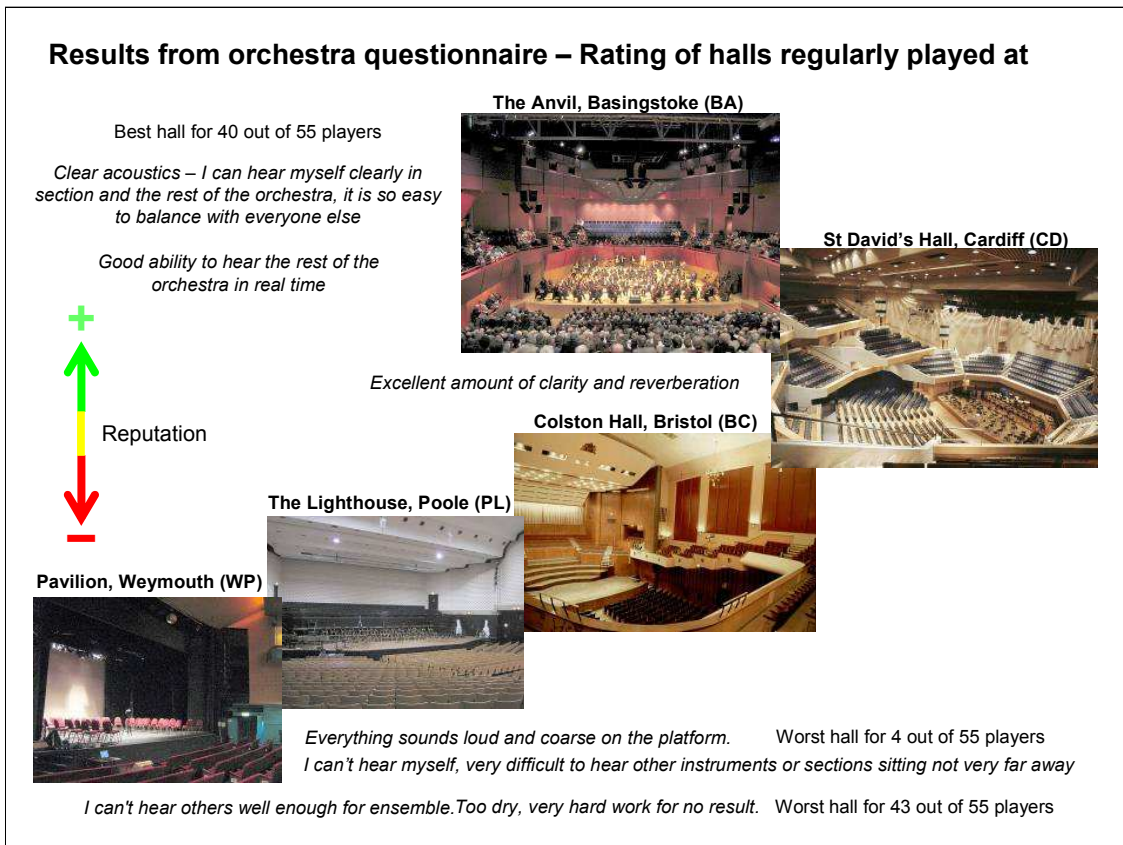 Results from orchestra questionnaire – Rating of halls regularly played at
The Anvil, Basingstoke (BA)
Best hall for 40 out of 55 players
Clear acoustics – I can hear myself clearly in
section and the rest of the orchestra, it is so easy
to balance with everyone else
St David's Hall, Cardiff (CD)
Good ability to hear the rest of the
orchestra in real time
+
Excellent amount of clarity and reverberation
Colston Hall, Bristol (BC)
Reputation
The Lighthouse, Poole (PL)
–
Pavilion, Weymouth (WP)
Everything sounds loud and coarse on the platform. Worst hall for 4 out of 55 players
I can’t hear myself, very difficult to hear other instruments or sections sitting not very far away
I can't hear others well enough for ensemble. Too dry, very hard work for no result. Worst hall for 43 out of 55 players